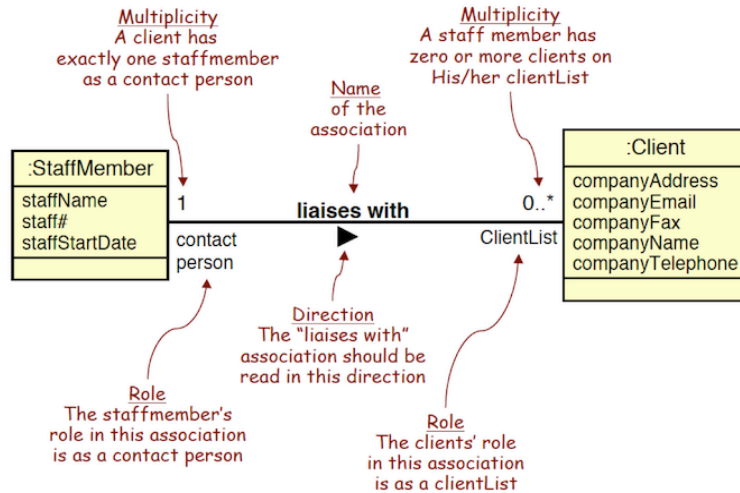 Multiplicity
A client has
exactly one staffmember
as a contact person
Multiplicity
A staff member has
zero or more clients on
His/her clientList
Name
of the
association
:StaffMember
staffName
staff#
staffStartDate
1
contact
person
liaises with
0..*
ClientList
:Client
companyAddress
companyEmail
companyFax
companyName
companyTelephone
Direction
The “liaises with”
association should be
read in this direction
Role
The staffmember's
role in this association
is as a contact person
Role
The clients' role
in this association
is as a clientList